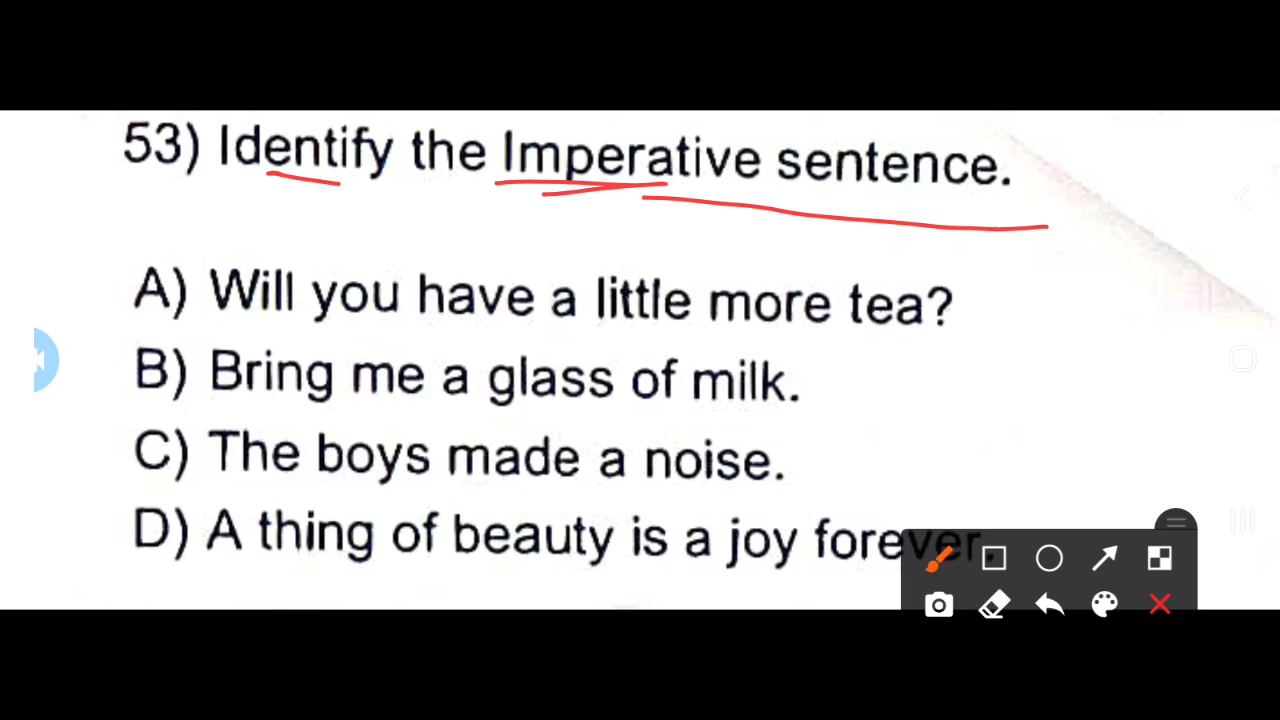 53) Identify the Imperative sentence.
A) Will you have a little more tea?
B) Bring me a glass of milk.
C) The boys made a noise.
D) A thing of beauty is a joy forever.